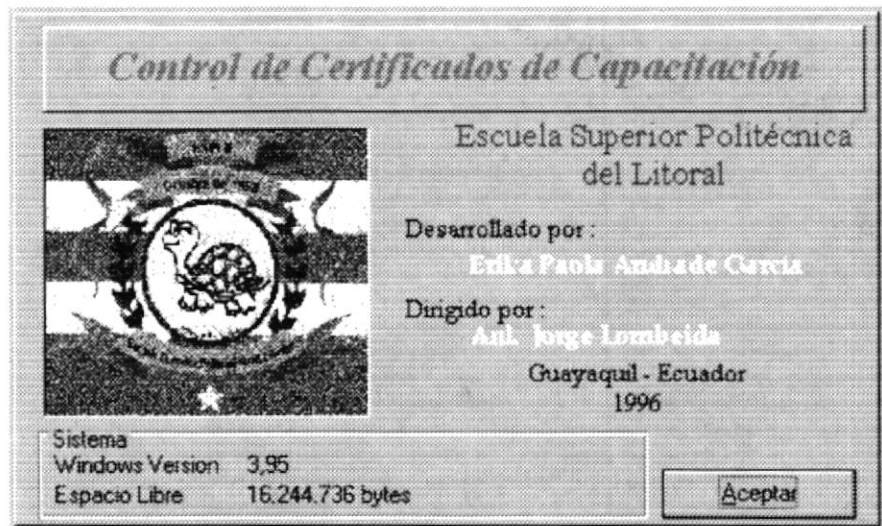 Control de Certificados de Capacitación
Escuela Superior Politécnica
del Litoral
Desarrollado por :
Erika Paola Andrade García
Dirigido por :
Anl. Jorge Lombeida
Guayaquil - Ecuador
1996
Sistema
Windows Version 3,95
Espacio Libre 16.244.736 bytes
Aceptar